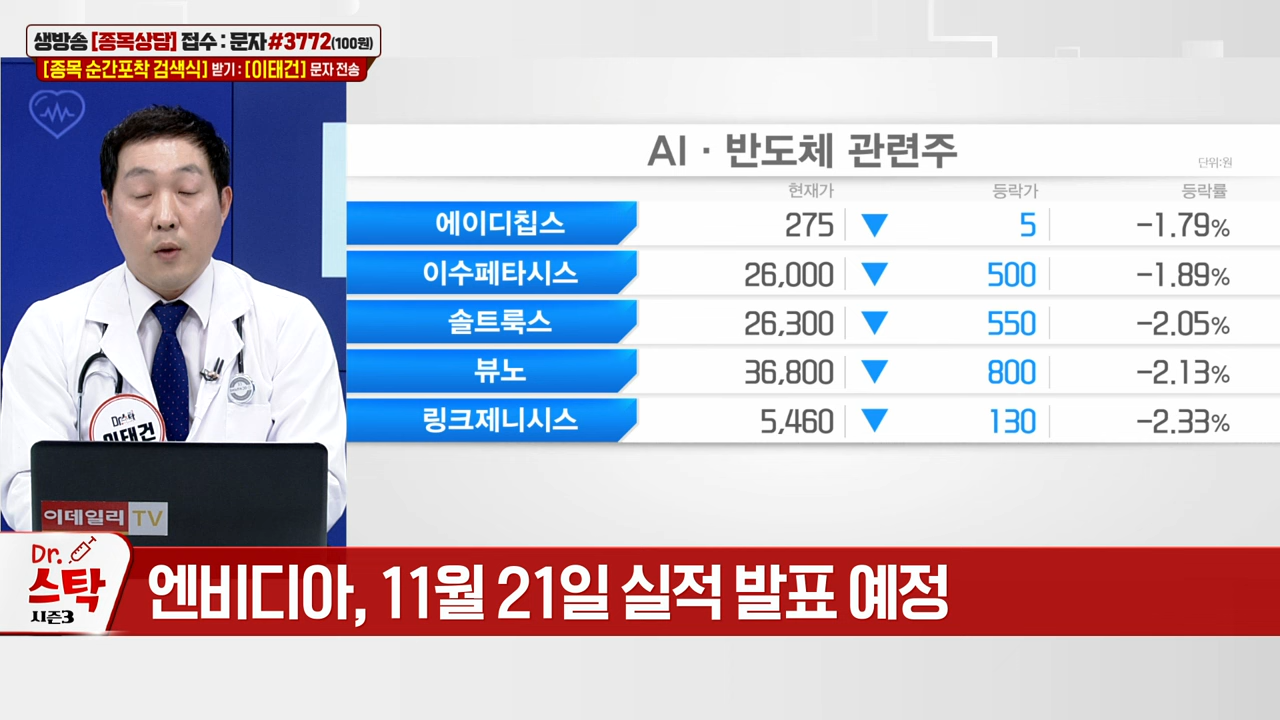 생방송 [종목상담] 접수 : 문자#3772(100원)
[종목 순간포착 검색식] 받기 : [이태건] 문자 전송
AI · 반도체 관련주
단위:원
현재가 등락가 등락률
에이디칩스 275 ▼ 5 -1.79%
이수페타시스 26,000 ▼ 500 -1.89%
솔트룩스 26,300 ▼ 550 -2.05%
뷰노 36,800 ▼ 800 -2.13%
링크제니시스 5,460 ▼ 130 -2.33%
Dr.스탁
이태건
이데일리 TV
Dr.
스탁
시즌3
엔비디아, 11월 21일 실적 발표 예정